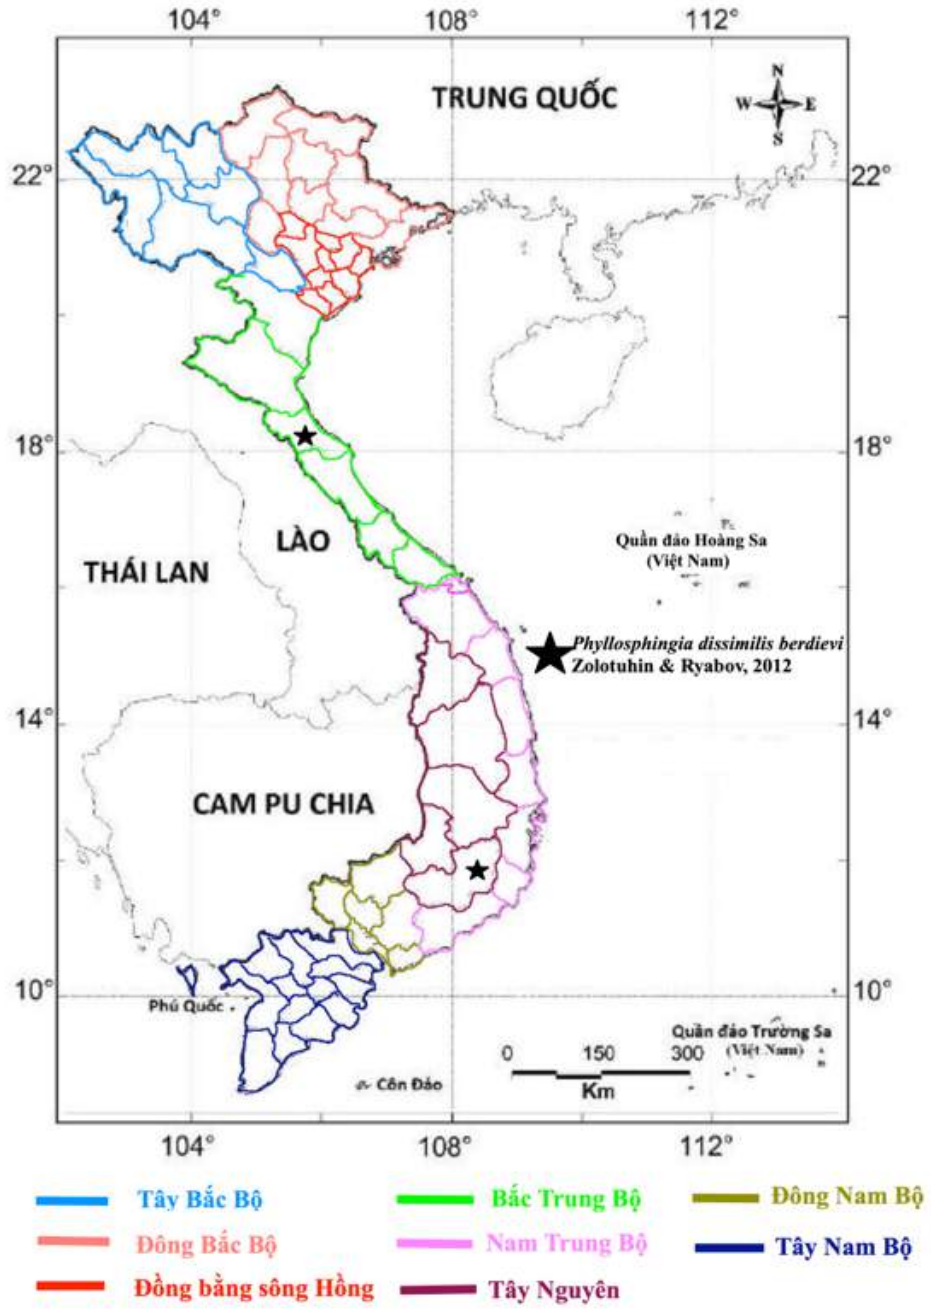 104° 108° 112°
TRUNG QUỐC
N
W E
S
22° 22°
18° 18°
LÀO
THÁI LAN
Quần đảo Hoàng Sa
(Việt Nam)
Phyllosphingia dissimilis berdievi
Zolotuhin & Ryabov, 2012
14° 14°
CAM PU CHIA
10° 10°
Phú Quốc
Quần đảo Trường Sa
(Việt Nam)
0 150 300
Km
Côn Đảo
104° 108° 112°
Tây Bắc Bộ Bắc Trung Bộ Đông Nam Bộ
Đông Bắc Bộ Nam Trung Bộ Tây Nam Bộ
Đồng bằng sông Hồng Tây Nguyên